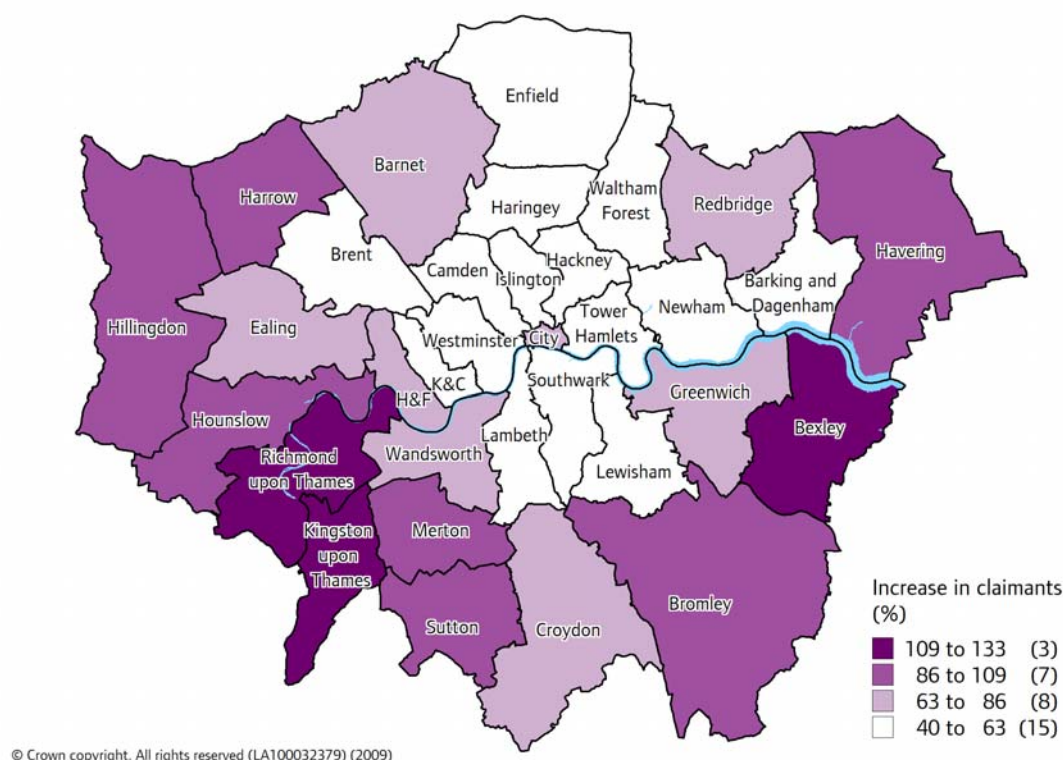 Enfield
Barnet
Harrow
Haringey
Waltham
Forest
Redbridge
Havering
Brent
Camden
Islington
Hackney
Barking and
Dagenham
Hillingdon
Ealing
Westminster
City
Tower
Hamlets
Newham
K&C
H&F
Southwark
Greenwich
Hounslow
Bexley
Richmond
upon Thames
Wandsworth
Lambeth
Lewisham
Kingston
upon
Thames
Merton
Sutton
Croydon
Bromley
Increase in claimants
(%)
109 to 133 (3)
86 to 109 (7)
63 to 86 (8)
40 to 63 (15)
© Crown copyright. All rights reserved (LA100032379) (2009)